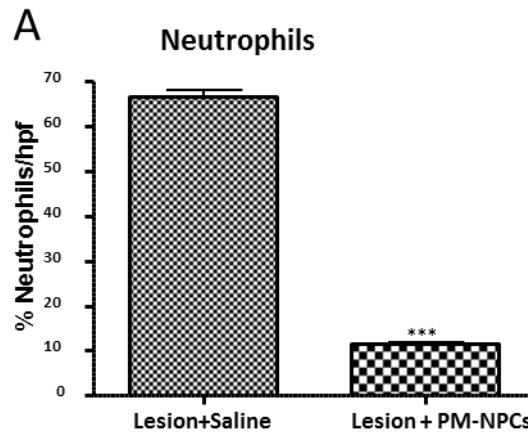 A
Neutrophils
% Neutrophils/hpf
70
60
50
40
30
20
10
0
***
Lesion+Saline
Lesion + PM-NPCs